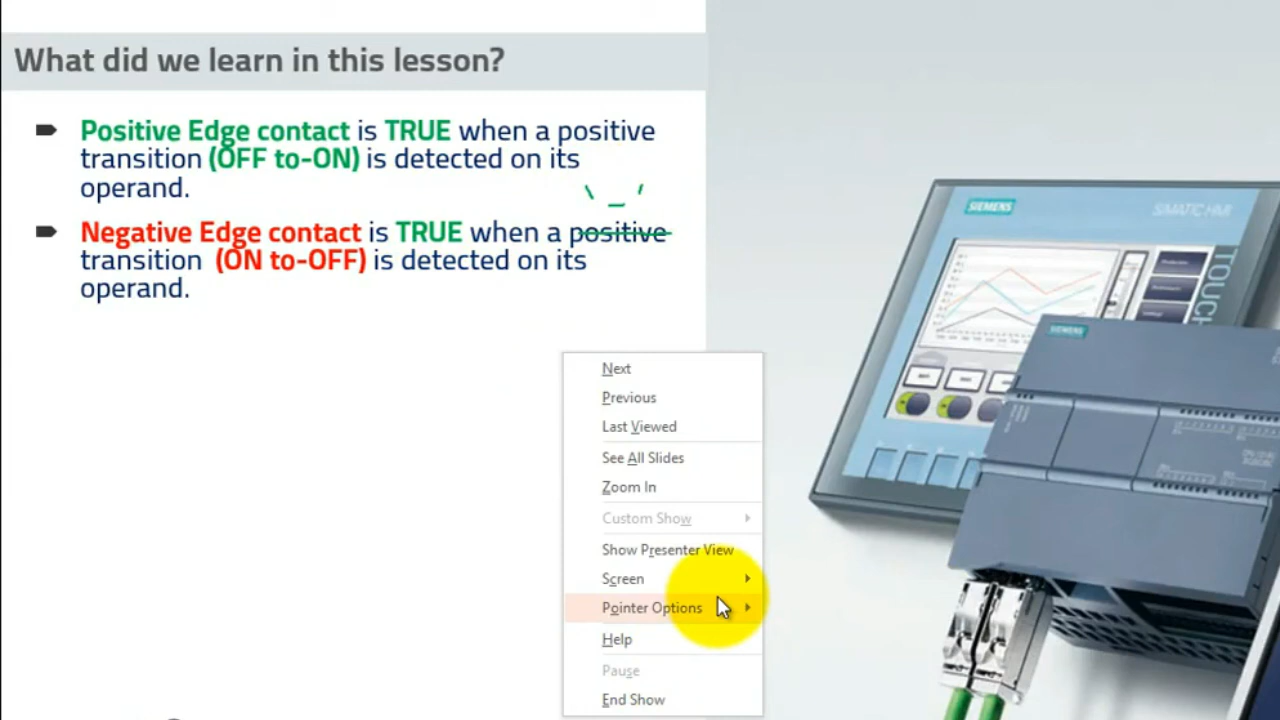 What did we learn in this lesson?
Positive Edge contact is TRUE when a positive
transition (OFF to-ON) is detected on its
operand.
Negative Edge contact is TRUE when a positive
transition (ON to-OFF) is detected on its
operand.
Next
Previous
Last Viewed
See All Slides
Zoom In
Custom Show
Show Presenter View
Screen
Pointer Options
Help
Pause
End Show
SIEMENS
SIMATIC HMI
TOUCH
SIEMENS